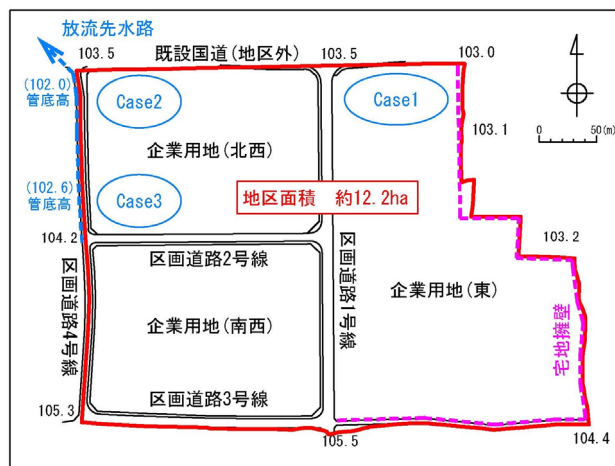 放流先水路
103.5
既設国道(地区外)
103.5
103.0
(102.0)
管底高
Case2
Case1
103.1
0 50(m)
企業用地(北西)
(102.6)
管底高
Case3
地区面積 約12.2ha
104.2
区画道路2号線
103.2
区画道路4号線
企業用地(南西)
区画道路1号線
企業用地(東)
宅地擁壁
区画道路3号線
105.3
105.5
104.4